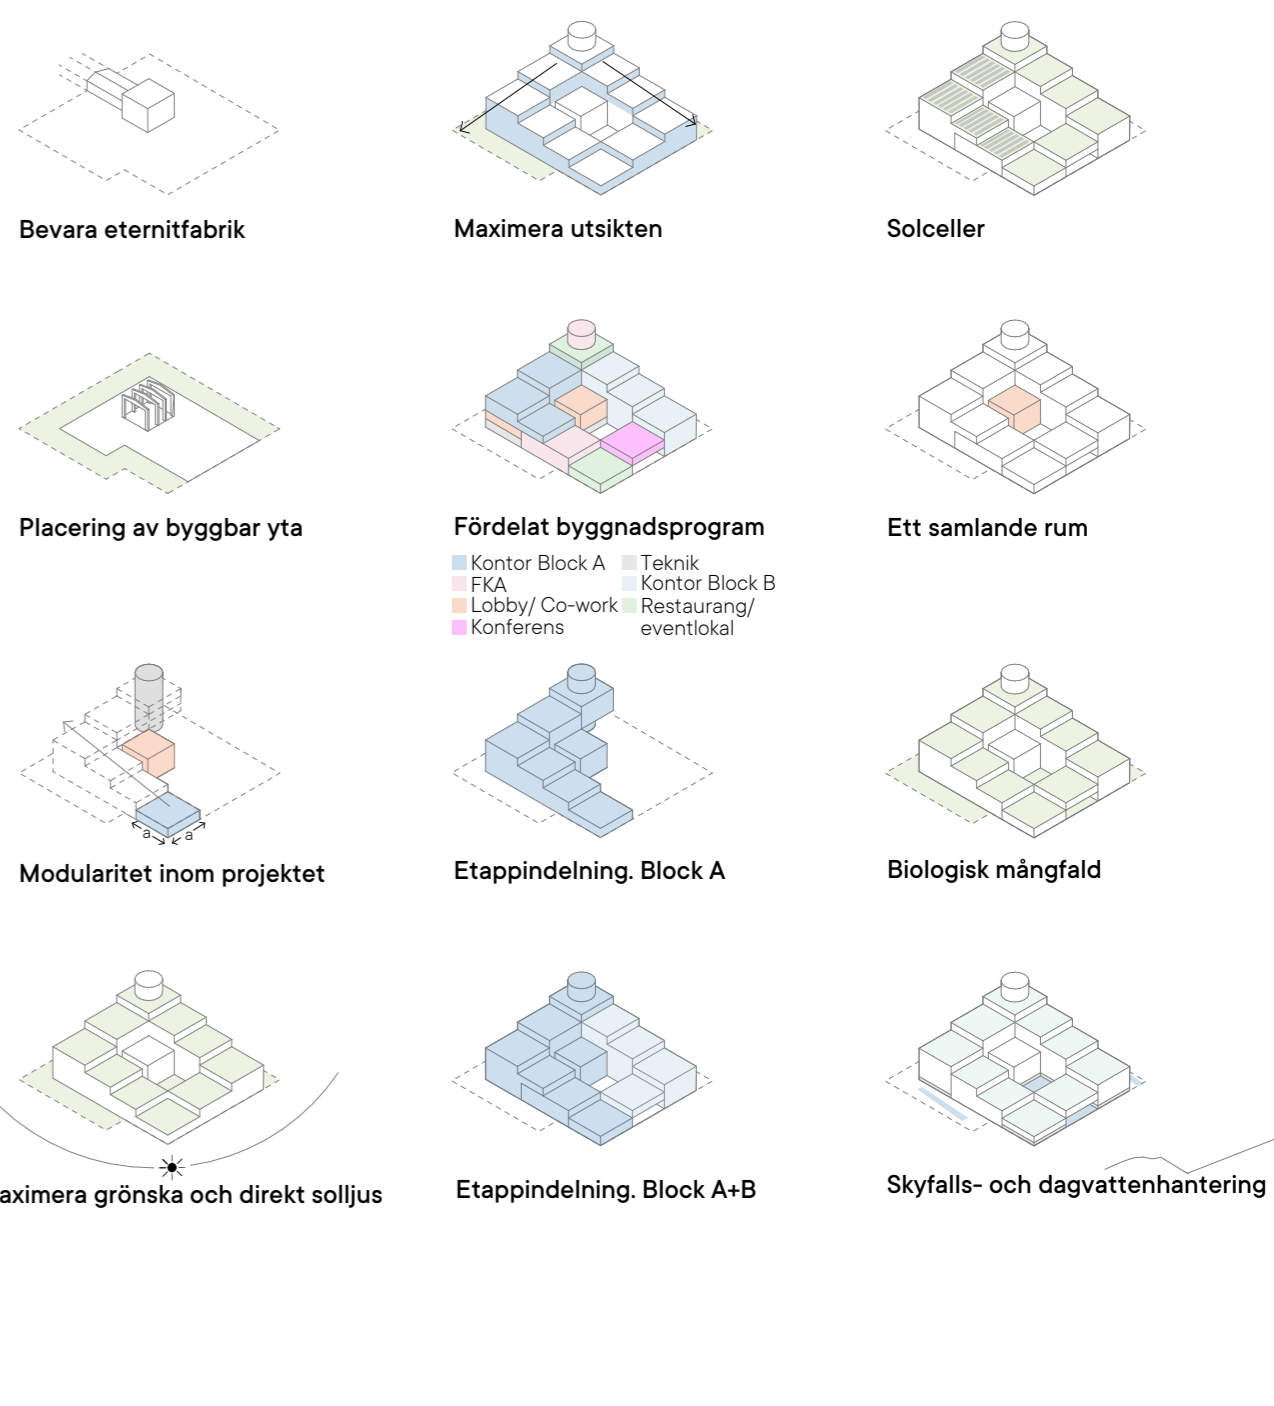 Bevara eternitfabrik
Maximera utsikten
Solceller
Placering av byggbar yta
Fördelat byggnadsprogram
Kontor Block A
FKA
Lobby/ Co-work
Konferens
Teknik
Kontor Block B
Restaurang/
eventlokal
Ett samlande rum
a
a
Modularitet inom projektet
Etappindelning. Block A
Biologisk mångfald
aximera grönska och direkt solljus
Etappindelning. Block A+B
Skyfalls- och dagvattenhantering